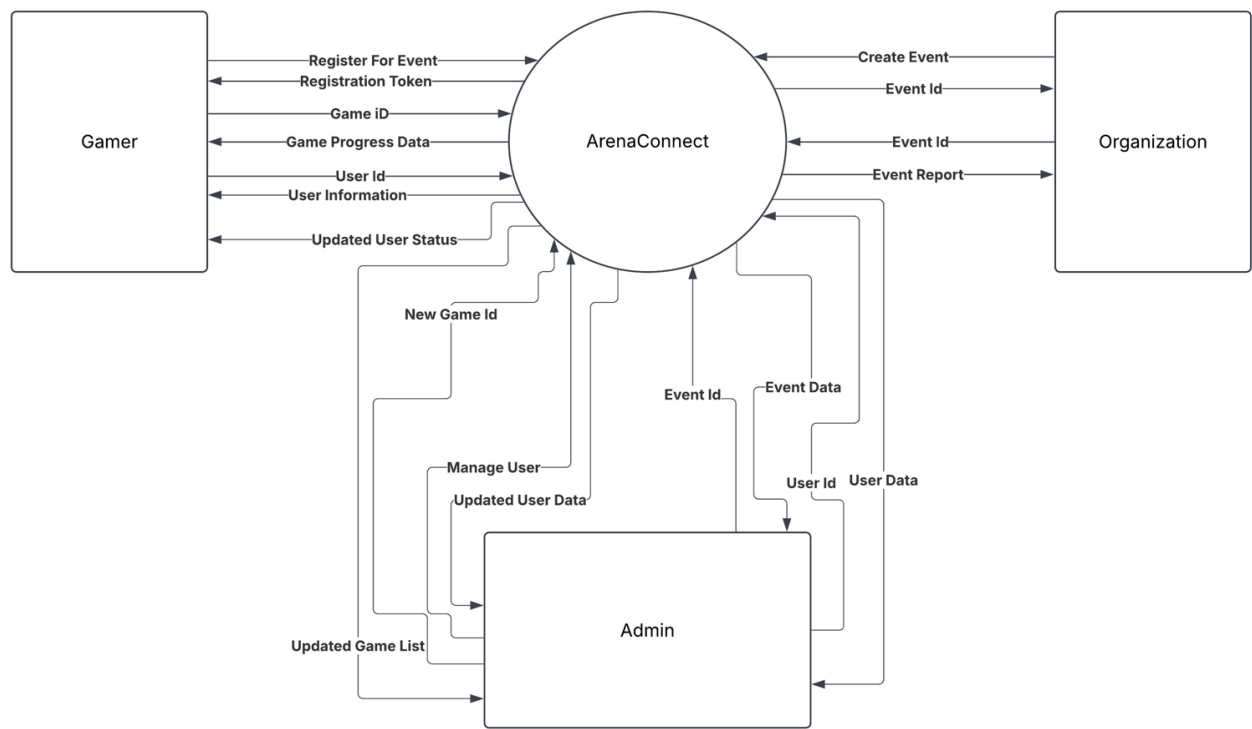 Register For Event
Registration Token
Game iD
Gamer
Game Progress Data
User Id
User Information
Updated User Status
ArenaConnect
Create Event
Event Id
Event Id
Event Report
Organization
New Game Id
Manage User
Updated User Data
Event Id
Event Data
User Id
User Data
Updated Game List
Admin